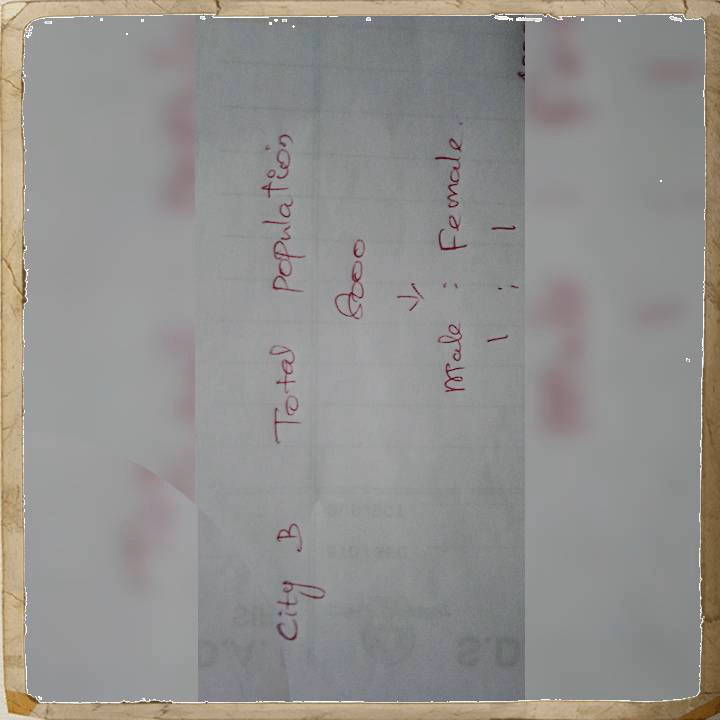 City B Total population
8000
↓
Male : Female.
1 : 1